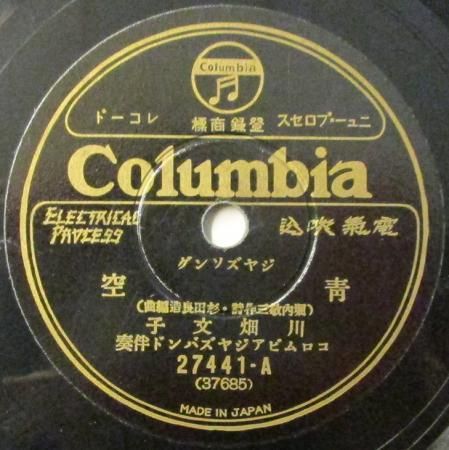 Columbia
ニュー・プロセス 登録商標 レコード
Columbia
ELECTRICAL PROCESS
電氣吹込
ジヤズソング
青空
(堀内敬三作詩・杉田良造編曲)
川畑文子
コロムビアジヤズバンド伴奏
27441-A
(37685)
MADE IN JAPAN